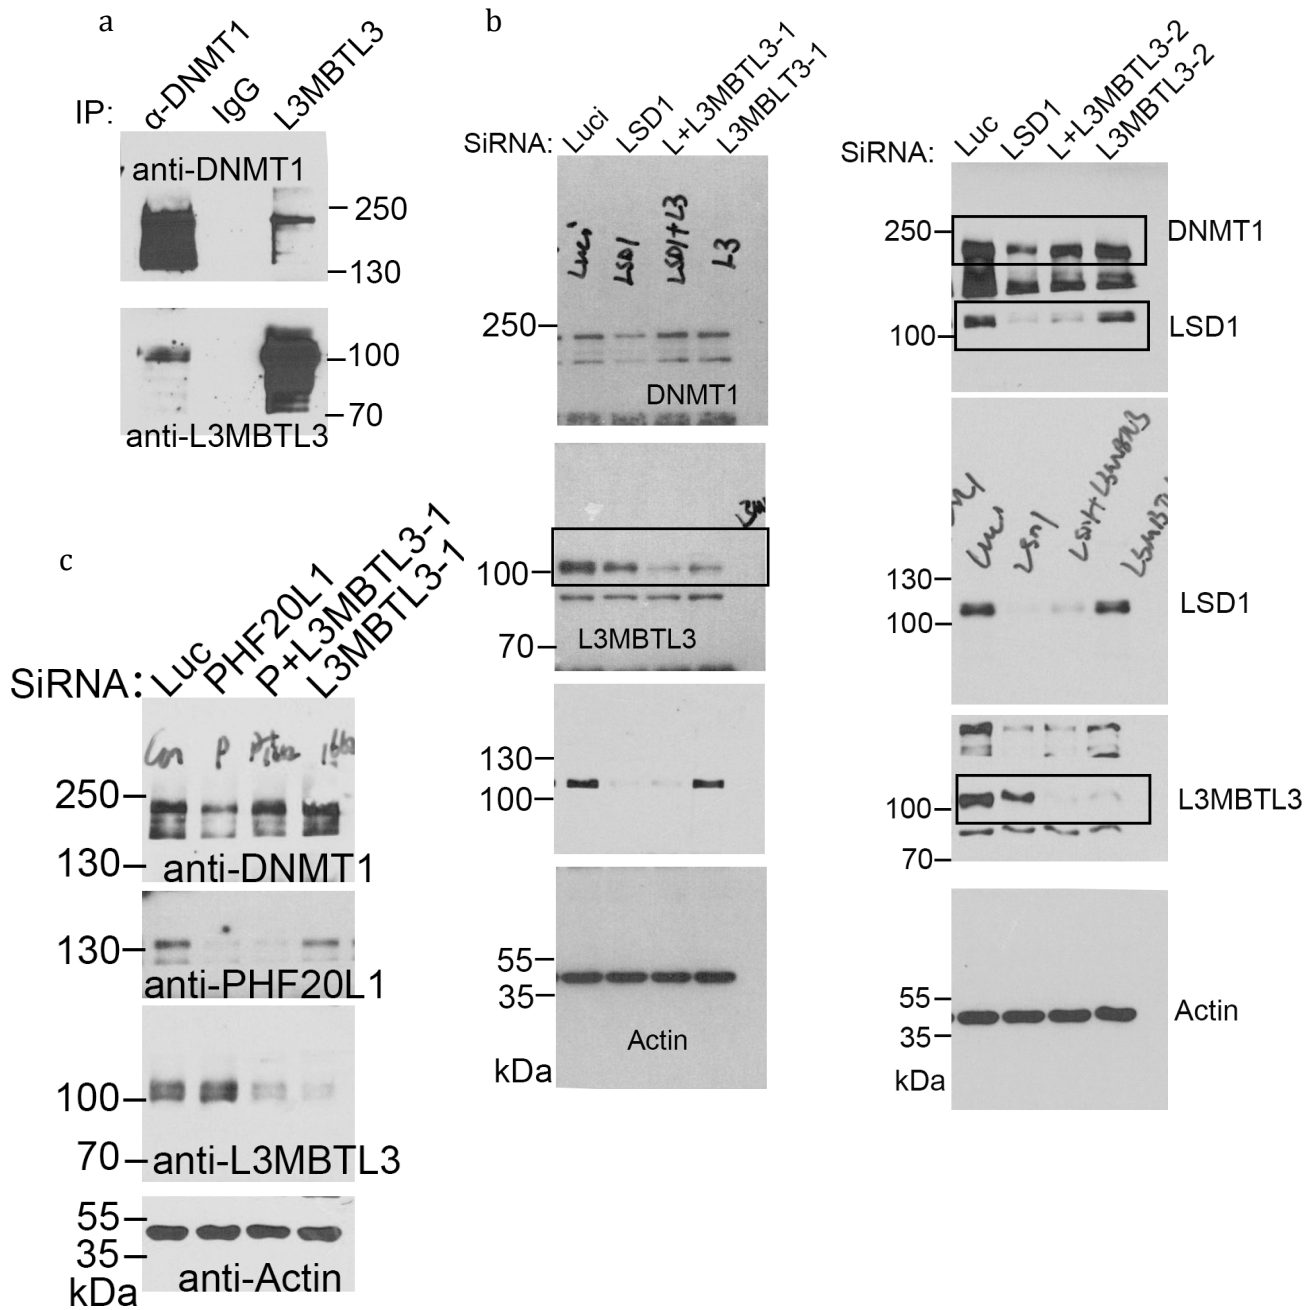 a
IP:
α-DNMT1
IgG
L3MBTL3
anti-DNMT1
250
130
100
70
anti-L3MBTL3
b
SiRNA:
Luci
LSD1
L+L3MBTL3-1
L3MBLT3-1
Luci
LSD1
LSD1+L3
L3
250
DNMT1
100
70
L3MBTL3
130
100
55
35
Actin
kDa
SiRNA:
Luc
LSD1
L+L3MBTL3-2
L3MBTL3-2
250
DNMT1
100
LSD1
Luci
LSD1
LSD1+L3MBTL3
130
100
LSD1
100
70
L3MBTL3
55
35
Actin
kDa
c
SiRNA:
Luc
PHF20L1
P+L3MBTL3-1
L3MBTL3-1
Con
P
250
130
anti-DNMT1
130
anti-PHF20L1
100
70
anti-L3MBTL3
55
35
anti-Actin
kDa